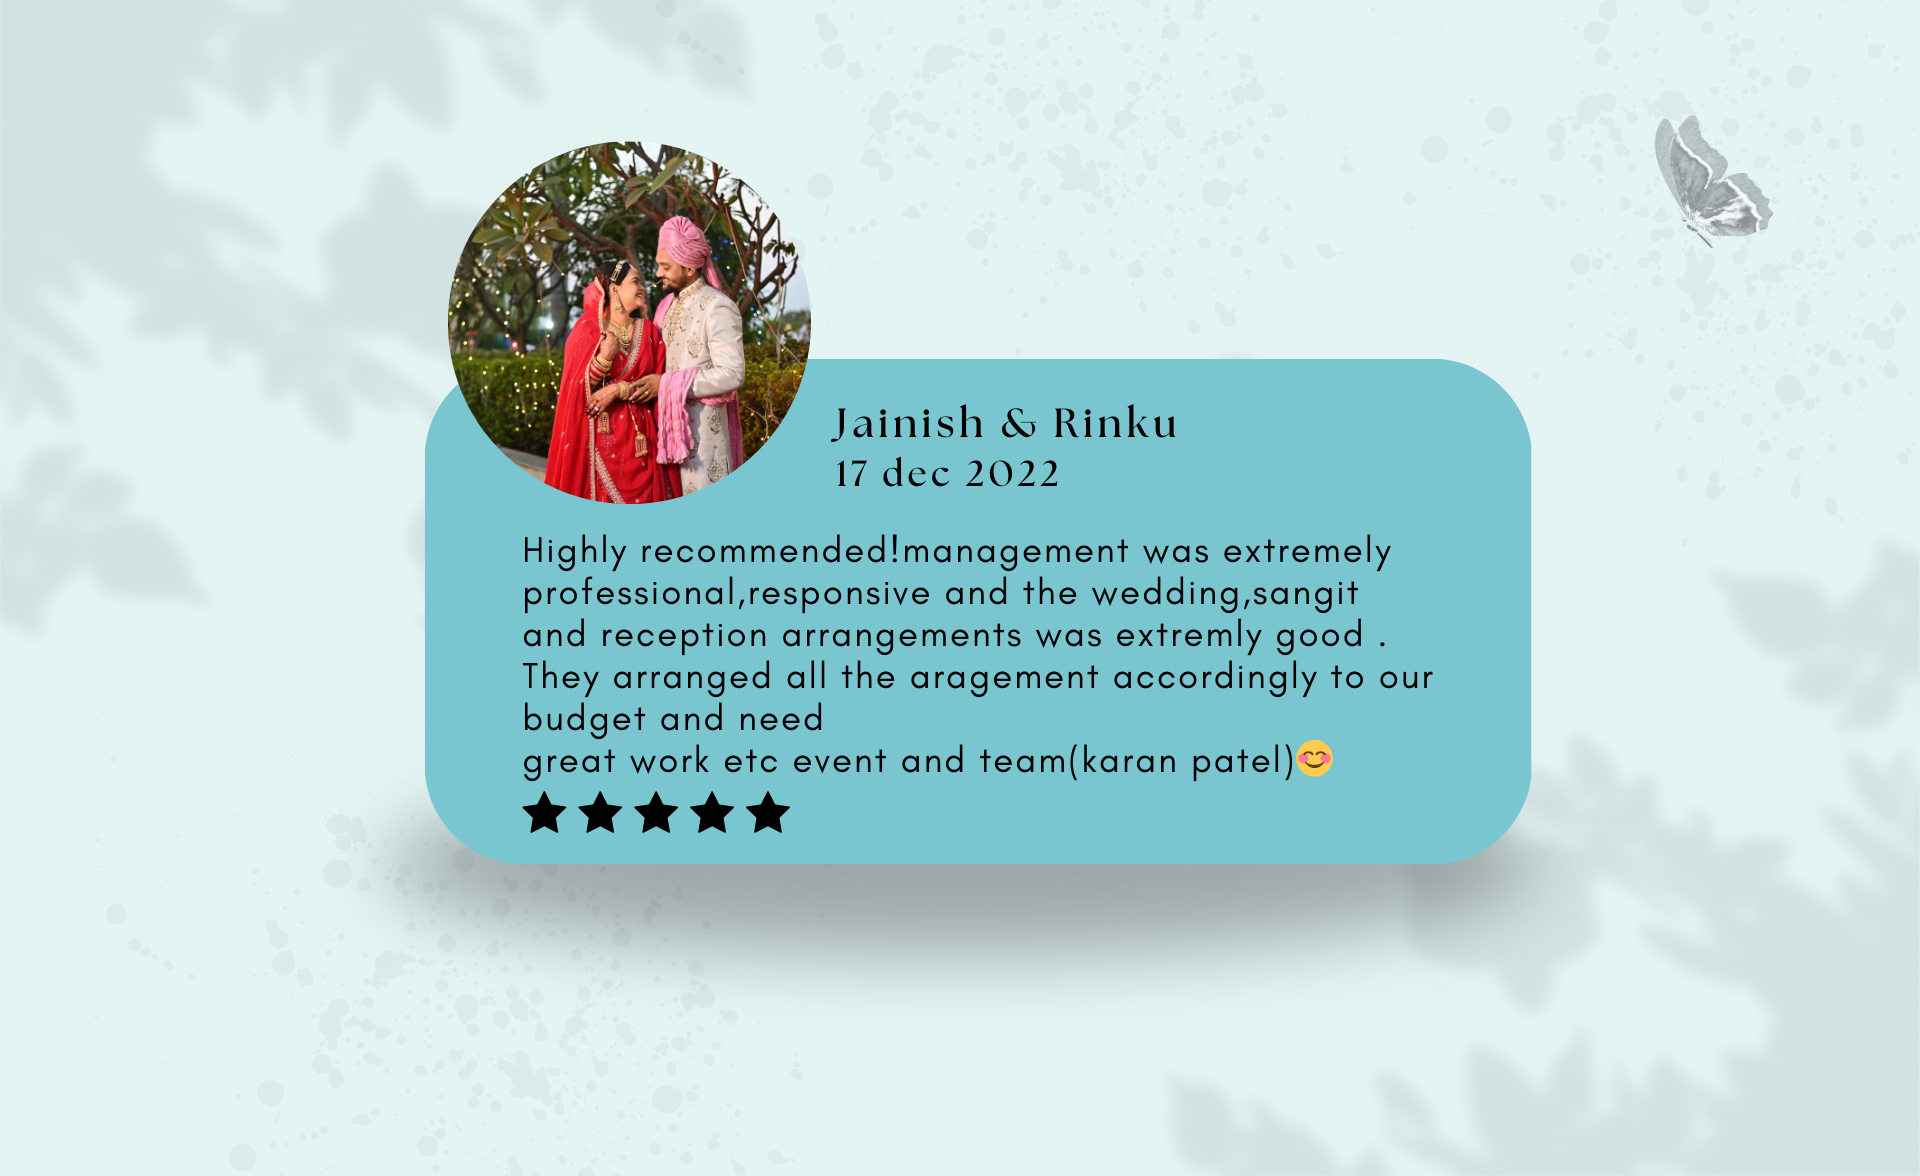 Jainish & Rinku
17 dec 2022
Highly recommended!management was extremely
professional,responsive and the wedding,sangit
and reception arrangements was extremly good .
They arranged all the aragement accordingly to our
budget and need
great work etc event and team(karan patel)😊
★★★★★